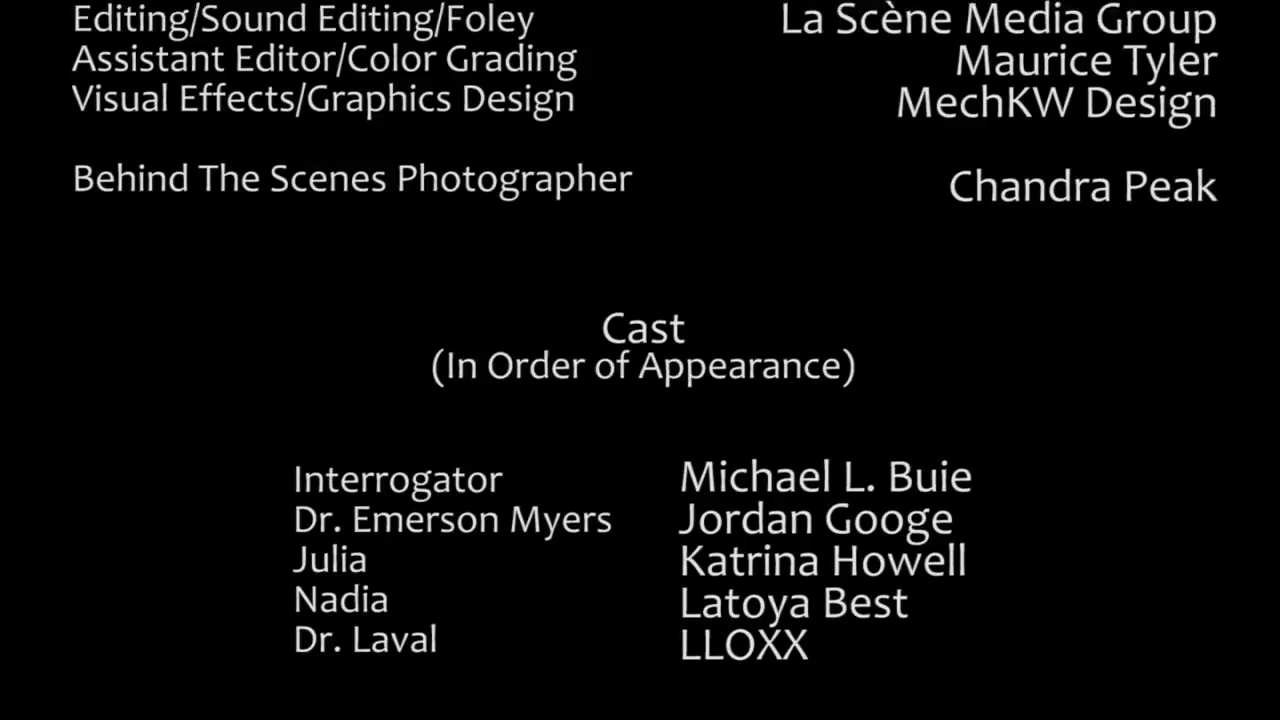 Editing/Sound Editing/Foley La Scène Media Group
Assistant Editor/Color Grading Maurice Tyler
Visual Effects/Graphics Design MechKW Design
Behind The Scenes Photographer Chandra Peak
Cast
(In Order of Appearance)
Interrogator Michael L. Buie
Dr. Emerson Myers Jordan Googe
Julia Katrina Howell
Nadia Latoya Best
Dr. Laval LLOXX